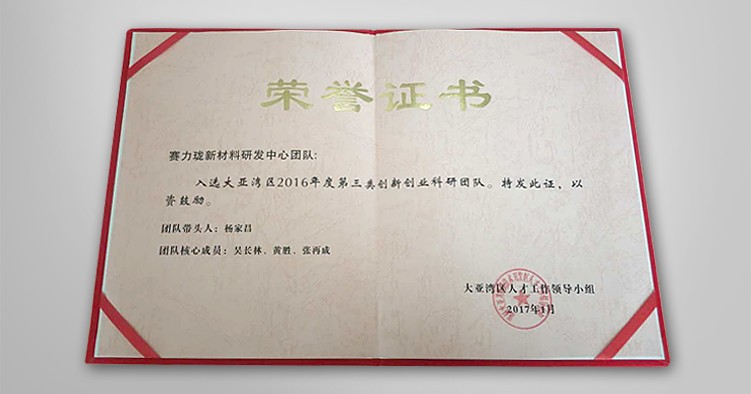 荣誉证书
赛力珑新材料研发中心团队：
入选大亚湾区2016年度第三类创新创业科研团队。特发此证，以
资鼓励。
团队带头人：杨家昌
团队核心成员：吴长林、黄胜、张再成
大亚湾区人才工作领导小组
2017年1月